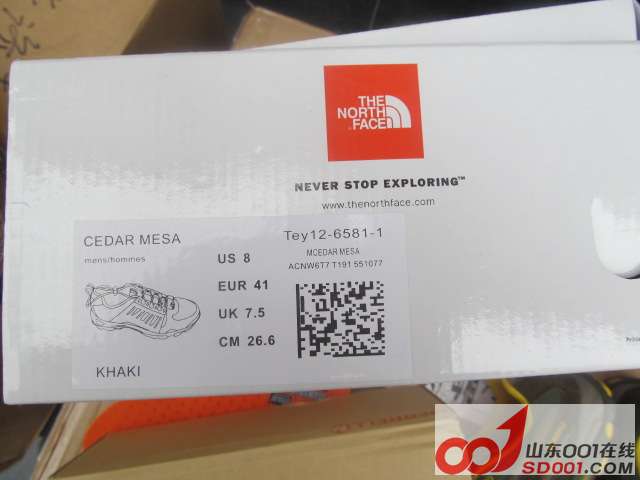 THE
NORTH
FACE
NEVER STOP EXPLORING™
www.thenorthface.com
CEDAR MESA
mens/hommes
US 8
EUR 41
UK 7.5
CM 26.6
KHAKI
Tey12-6581-1
MCEDAR MESA
ACNW6T7 T191 551077
001
山东001在线
SD001.COM